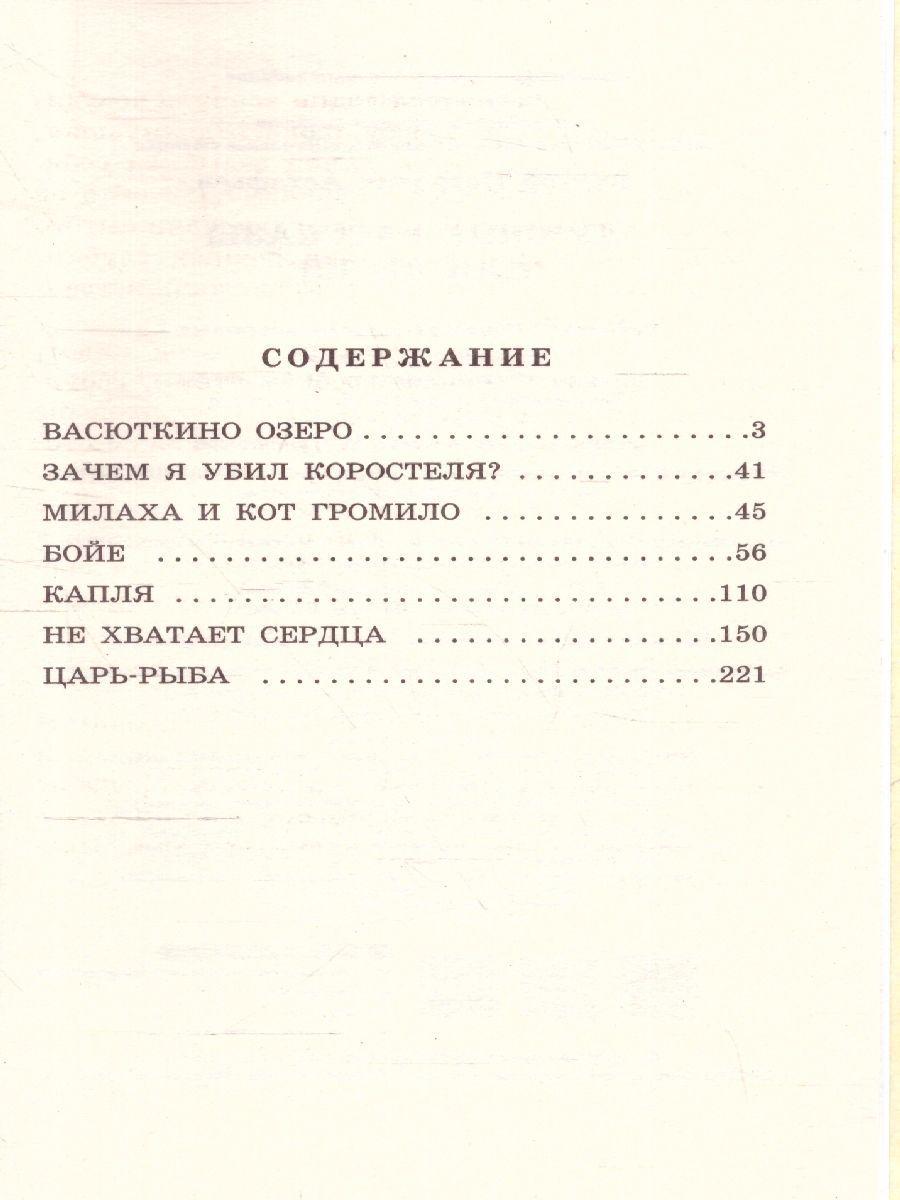 СОДЕРЖАНИЕ
ВАСЮТКИНО ОЗЕРО . . . . . . . . . . . . . . . . . . . . . . . 3
ЗАЧЕМ Я УБИЛ КОРОСТЕЛЯ? . . . . . . . . . . . . . 41
МИЛАХА И КОТ ГРОМИЛО . . . . . . . . . . . . . . . 45
БОЙЕ . . . . . . . . . . . . . . . . . . . . . . . . . . . . . . . . . . 56
КАПЛЯ . . . . . . . . . . . . . . . . . . . . . . . . . . . . . . . . 110
НЕ ХВАТАЕТ СЕРДЦА . . . . . . . . . . . . . . . . . . 150
ЦАРЬ-РЫБА . . . . . . . . . . . . . . . . . . . . . . . . . . . 221